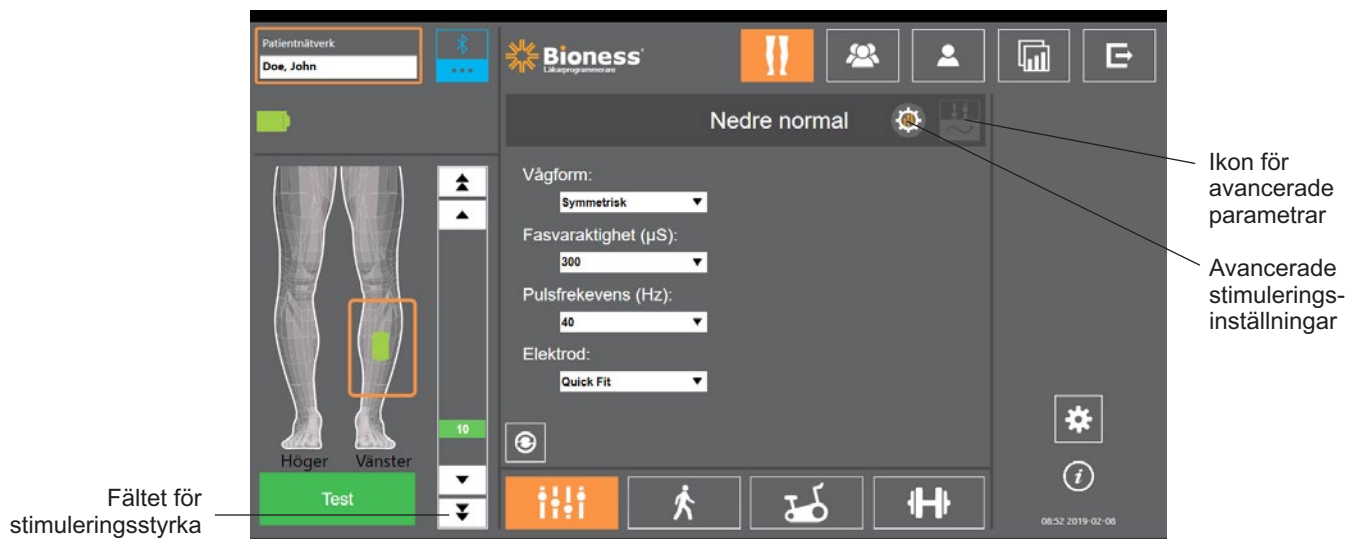 Patientnätverk
Doe, John
Bioness
Läkarprogrammerare
Nedre normal
Vågform:
Symmetrisk
Fasvaraktighet (µS):
300
Pulsfrekevens (Hz):
40
Elektrod:
Quick Fit
10
Höger Vänster
Test
08:52 2019-02-08
Ikon för
avancerade
parametrar
Avancerade
stimulerings-
inställningar
Fältet för
stimuleringsstyrka